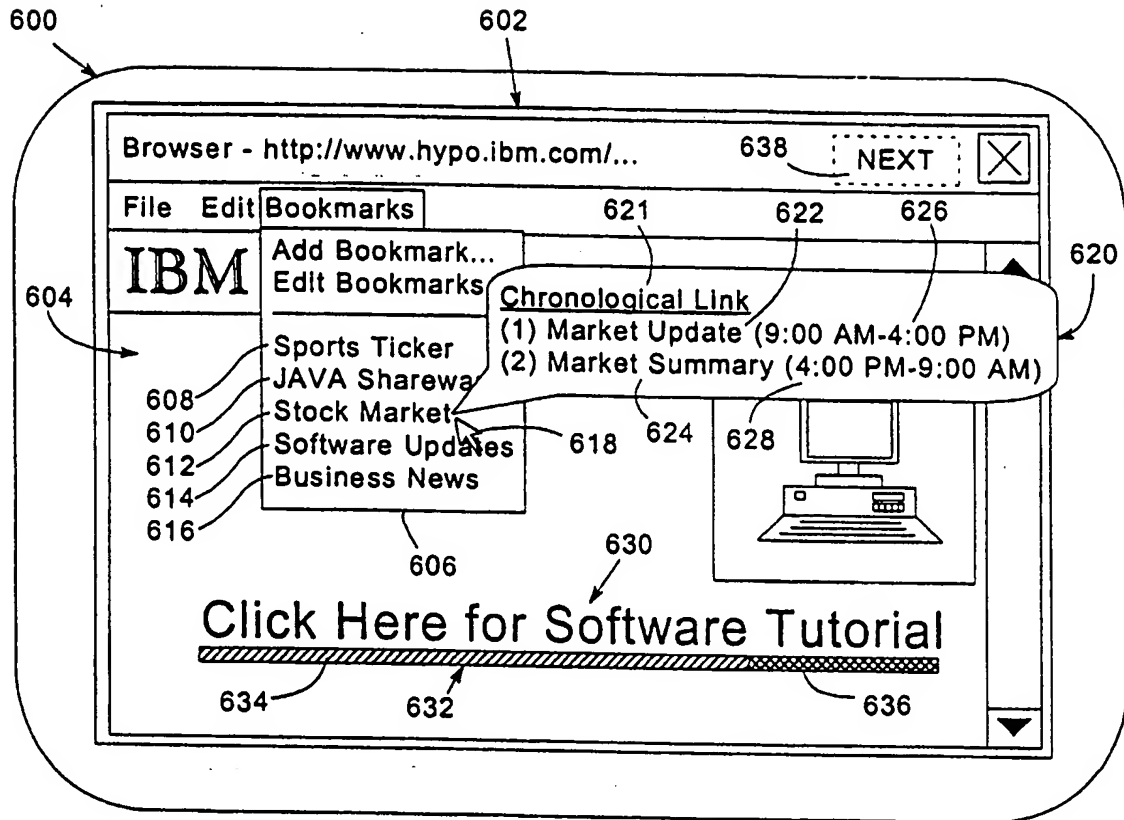 600
602
Browser - http://www.hypo.ibm.com/...
638
NEXT
File Edit Bookmarks
621
622
626
IBM
Add Bookmark...
Edit Bookmarks
620
604
Chronological Link
(1) Market Update (9:00 AM-4:00 PM)
(2) Market Summary (4:00 PM-9:00 AM)
608
Sports Ticker
610
JAVA Sharewa
612
Stock Market
618
624
628
614
Software Updates
616
Business News
606
630
Click Here for Software Tutorial
634
632
636